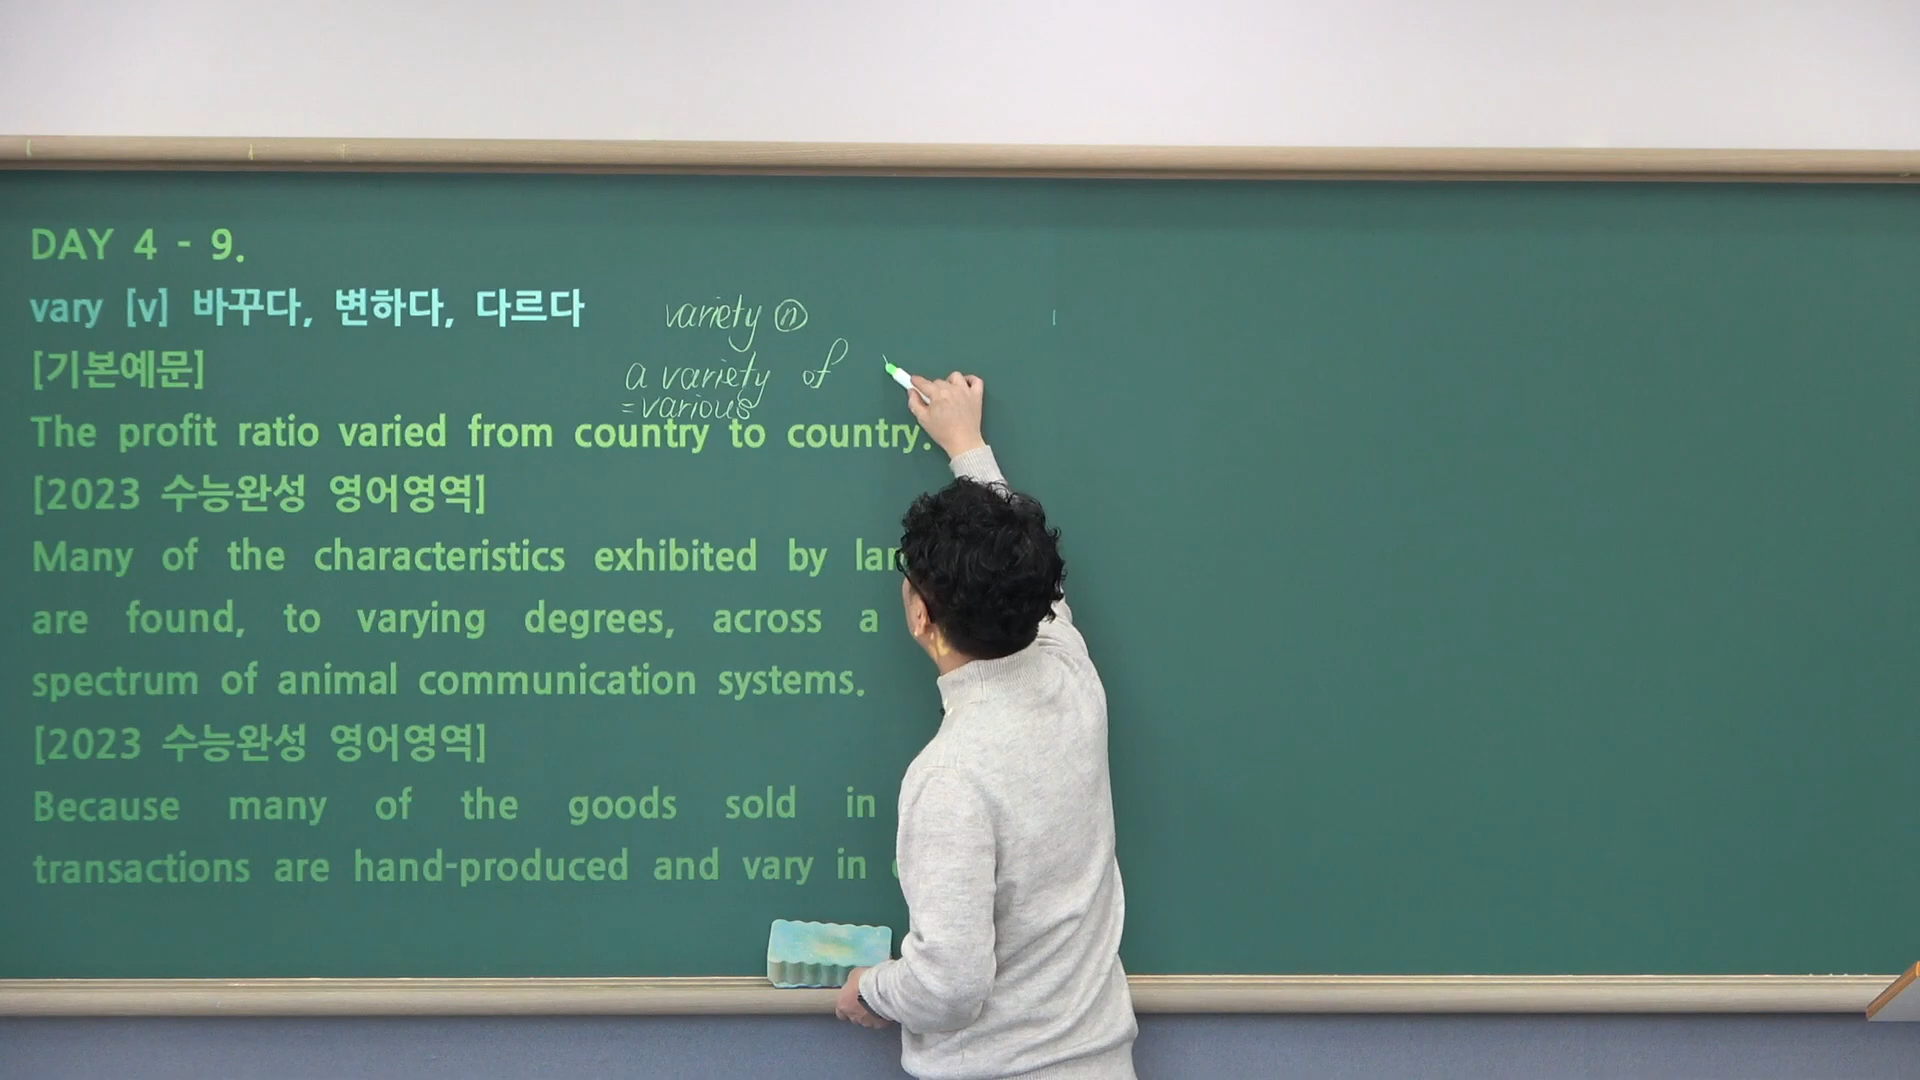 DAY 4 - 9.
vary [v] 바꾸다, 변하다, 다르다
variety ⓝ
[기본예문]
a variety of
=various
The profit ratio varied from country to country.
[2023 수능완성 영어영역]
Many of the characteristics exhibited by
are found, to varying degrees, across a
spectrum of animal communication systems.
[2023 수능완성 영어영역]
Because many of the goods sold in
transactions are hand-produced and vary in